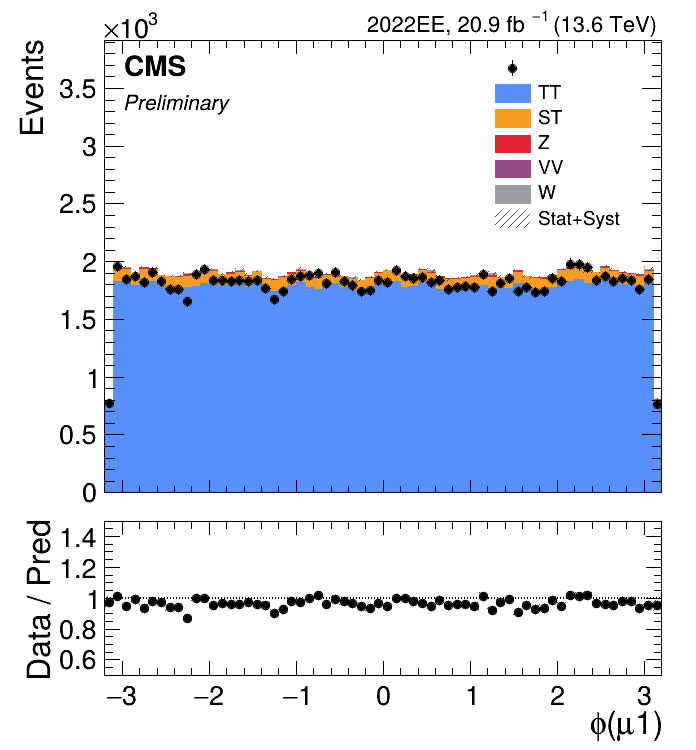 ×10³
2022EE, 20.9 fb ⁻¹ (13.6 TeV)
Events
CMS
Preliminary
TT
ST
Z
VV
W
Stat+Syst
3.5
3
2.5
2
1.5
1
0.5
0
Data / Pred
1.4
1.2
1
0.8
0.6
−3 −2 −1 0 1 2 3
ϕ(μ1)